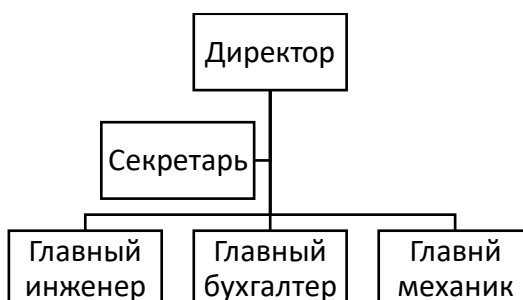 Директор
Секретарь
Главный
инженер
Главный
бухгалтер
Главнй
механик